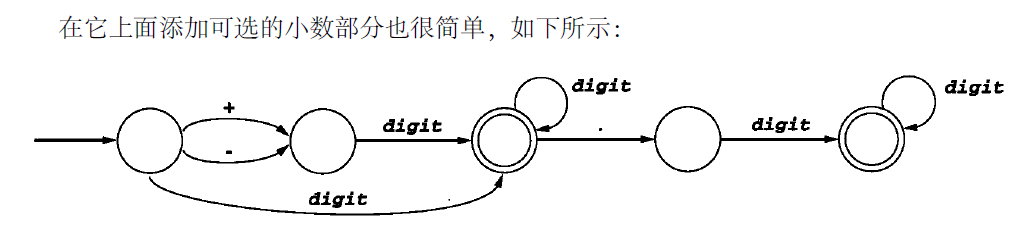 在它上面添加可选的小数部分也很简单，如下所示：
digit digit
+
digit . digit
-
digit